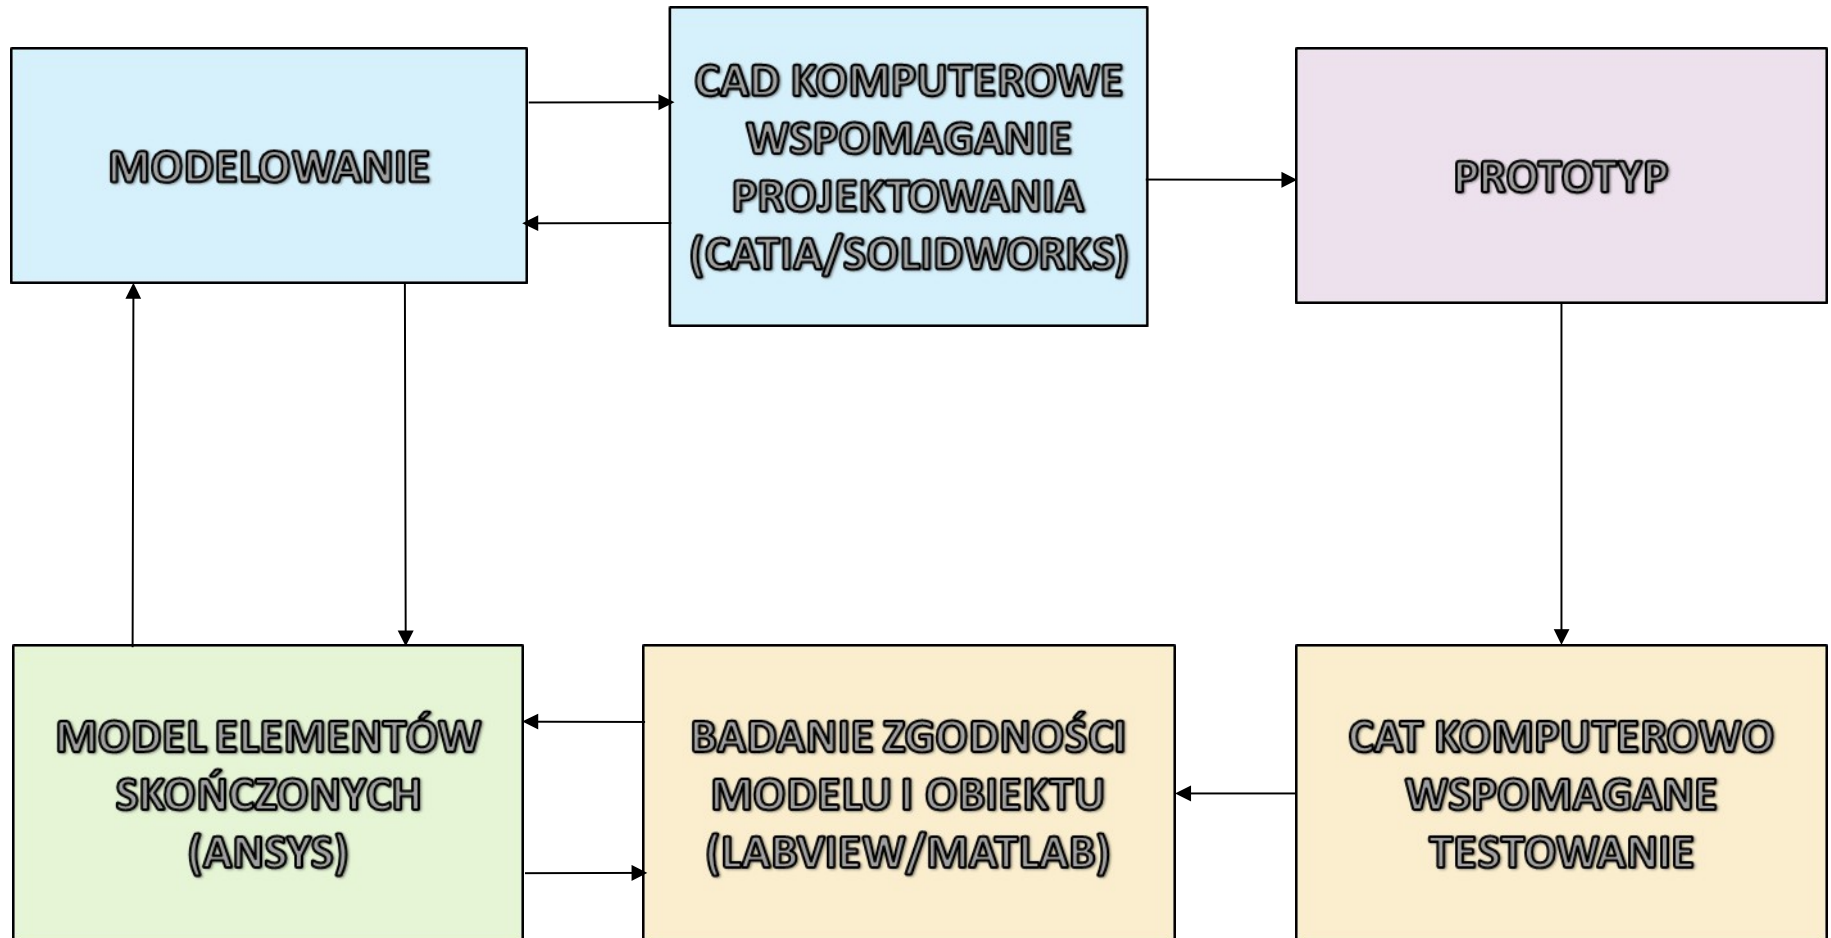 MODELOWANIE
CAD KOMPUTEROWE
WSPOMAGANIE
PROJEKTOWANIA
(CATIA/SOLIDWORKS)
PROTOTYP
MODEL ELEMENTÓW
SKOŃCZONYCH
(ANSYS)
BADANIE ZGODNOŚCI
MODELU I OBIEKTU
(LABVIEW/MATLAB)
CAT KOMPUTEROWO
WSPOMAGANE
TESTOWANIE